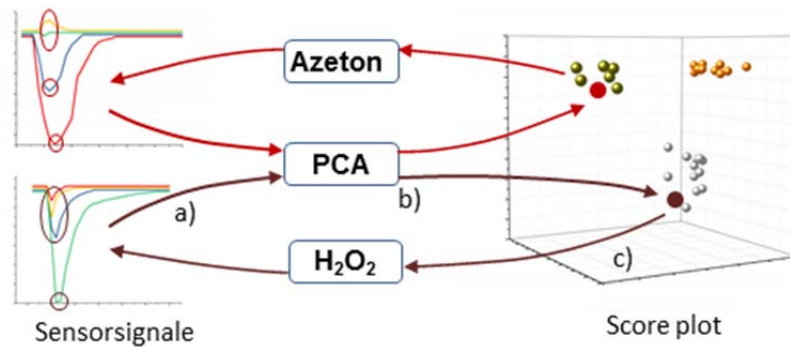 Azeton
PCA
a)
b)
H₂O₂
c)
Sensorsignale
Score plot